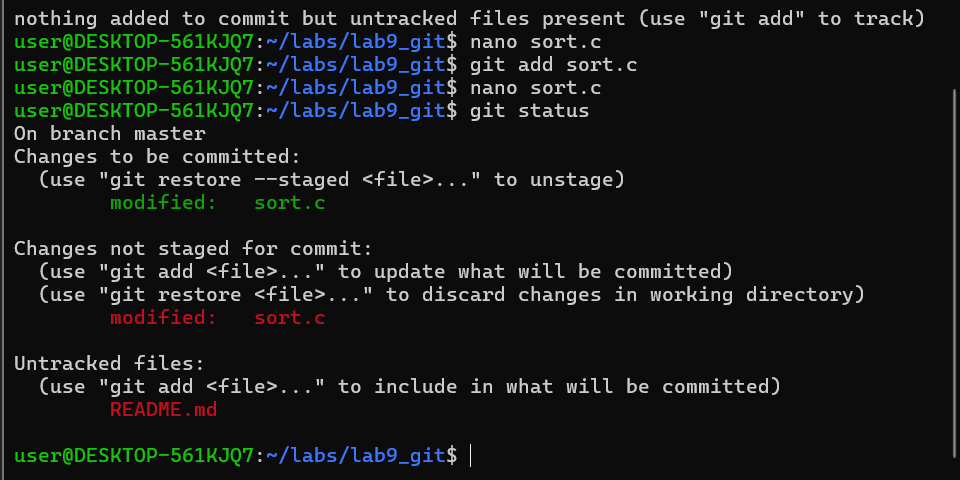 nothing added to commit but untracked files present (use "git add" to track)
user@DESKTOP-561KJQ7:~/labs/lab9_git$ nano sort.c
user@DESKTOP-561KJQ7:~/labs/lab9_git$ git add sort.c
user@DESKTOP-561KJQ7:~/labs/lab9_git$ nano sort.c
user@DESKTOP-561KJQ7:~/labs/lab9_git$ git status
On branch master
Changes to be committed:
  (use "git restore --staged <file>..." to unstage)
        modified:   sort.c

Changes not staged for commit:
  (use "git add <file>..." to update what will be committed)
  (use "git restore <file>..." to discard changes in working directory)
        modified:   sort.c

Untracked files:
  (use "git add <file>..." to include in what will be committed)
        README.md

user@DESKTOP-561KJQ7:~/labs/lab9_git$